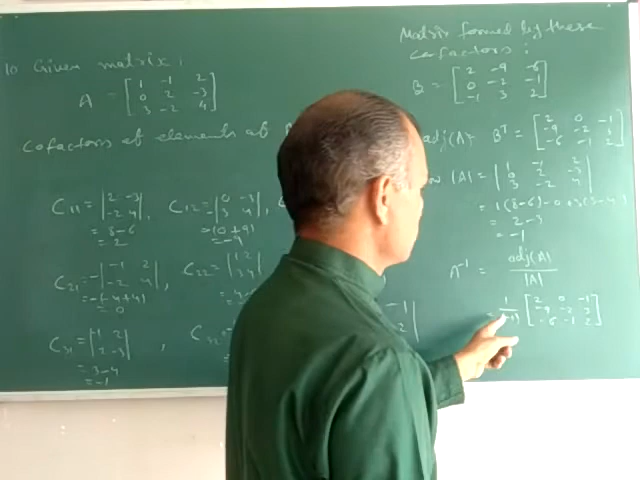 10 Given matrix,
A = [ 1 -1 2
0 2 -3
3 -2 4 ]
Cofactors of elements of
C11 = | 2 -3
-2 4 |,
= 8-6
= 2
C12 = - | 0 -3
3 4 |,
= -(0+9)
= -9
C21 = - | -1 2
-2 4 |
= -(-4+4)
= 0
C22 = | 1 2
3 4 |
C31 = | -1 2
2 -3 |,
= 3-4
= -1
C32 =
Matrix formed by these
cofactors :
B = [ 2 -9 -6
0 -2 -1
-1 3 2 ]
adj(A) B^T = [ 2 0 -1
-9 -2 3
-6 -1 2 ]
|A| = | 1 -1 2
0 2 -3
3 -2 4 |
= 1(8-6)-0+3(3-4)
= 2-3
= -1
A^-1 = adj(A)
|A|
= 1 [ 2 0 -1
-9 -2 3
-6 -1 2 ]